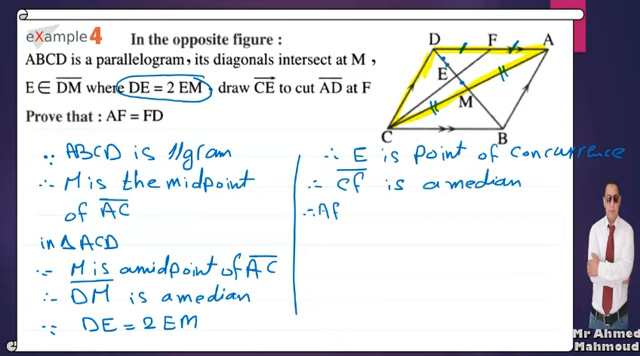 eXample 4 In the opposite figure :
ABCD is a parallelogram, its diagonals intersect at M ,
E ∈ DM where DE = 2 EM , draw CE to cut AD at F
Prove that : AF = FD
D F A
E
M
C B
∵ ABCD is //gram
∴ M is the midpoint
of AC
in Δ ACD
∵ M is a midpoint of AC
∴ DM is a median
∵ DE = 2 EM
∴ E is point of concurrence
∴ CF is a median
∴ AF
Mr Ahmed
Mahmoud